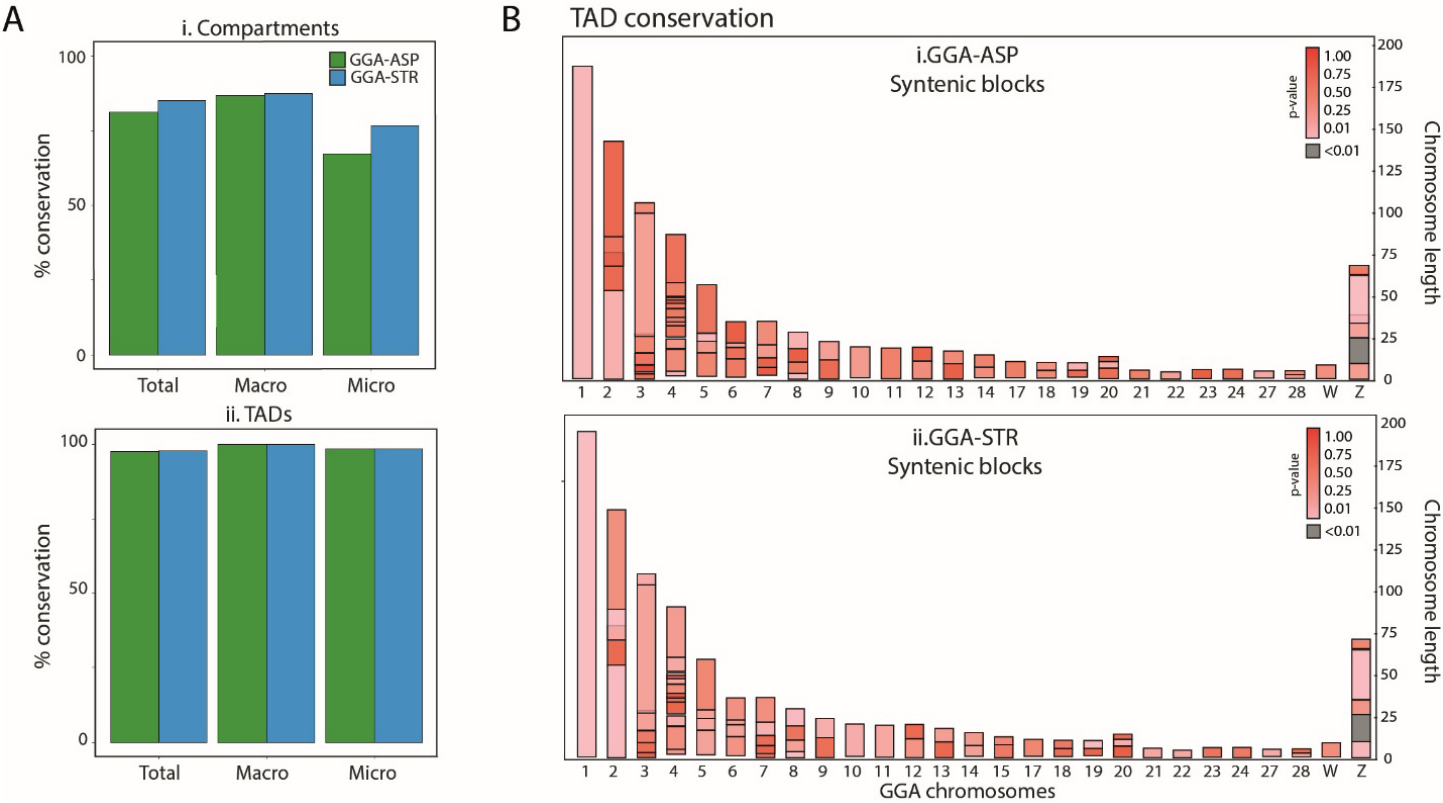 A
i. Compartments
100
50
0
% conservation
GGA-ASP
GGA-STR
Total Macro Micro
ii. TADs
100
50
0
% conservation
Total Macro Micro
B
TAD conservation
i.GGA-ASP
Syntenic blocks
p-value
1.00
0.75
0.50
0.25
0.01
<0.01
200
175
150
125
100
75
50
25
0
Chromosome length
1 2 3 4 5 6 7 8 9 10 11 12 13 14 17 18 19 20 21 22 23 24 27 28 W Z
ii.GGA-STR
Syntenic blocks
p-value
1.00
0.75
0.50
0.25
0.01
<0.01
200
175
150
125
100
75
50
25
0
Chromosome length
1 2 3 4 5 6 7 8 9 10 11 12 13 14 15 17 18 19 20 21 22 23 24 27 28 W Z
GGA chromosomes